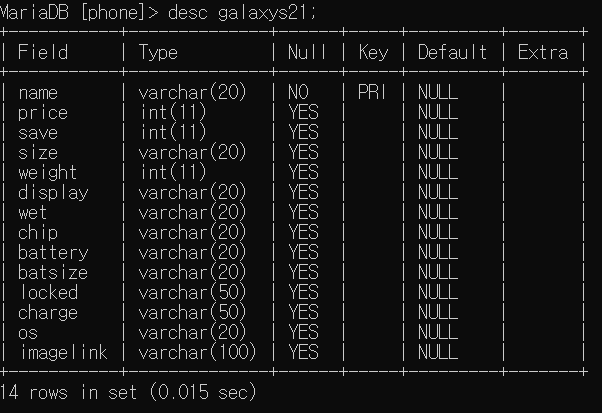 MariaDB [phone]> desc galaxys21;
+-----------+--------------+------+-----+---------+-------+
| Field     | Type         | Null | Key | Default | Extra |
+-----------+--------------+------+-----+---------+-------+
| name      | varchar(20)  | NO   | PRI | NULL    |       |
| price     | int(11)      | YES  |     | NULL    |       |
| save      | int(11)      | YES  |     | NULL    |       |
| size      | varchar(20)  | YES  |     | NULL    |       |
| weight    | int(11)      | YES  |     | NULL    |       |
| display   | varchar(20)  | YES  |     | NULL    |       |
| wet       | varchar(20)  | YES  |     | NULL    |       |
| chip      | varchar(20)  | YES  |     | NULL    |       |
| battery   | varchar(20)  | YES  |     | NULL    |       |
| batsize   | varchar(20)  | YES  |     | NULL    |       |
| locked    | varchar(50)  | YES  |     | NULL    |       |
| charge    | varchar(50)  | YES  |     | NULL    |       |
| os        | varchar(20)  | YES  |     | NULL    |       |
| imagelink | varchar(100) | YES  |     | NULL    |       |
+-----------+--------------+------+-----+---------+-------+
14 rows in set (0.015 sec)